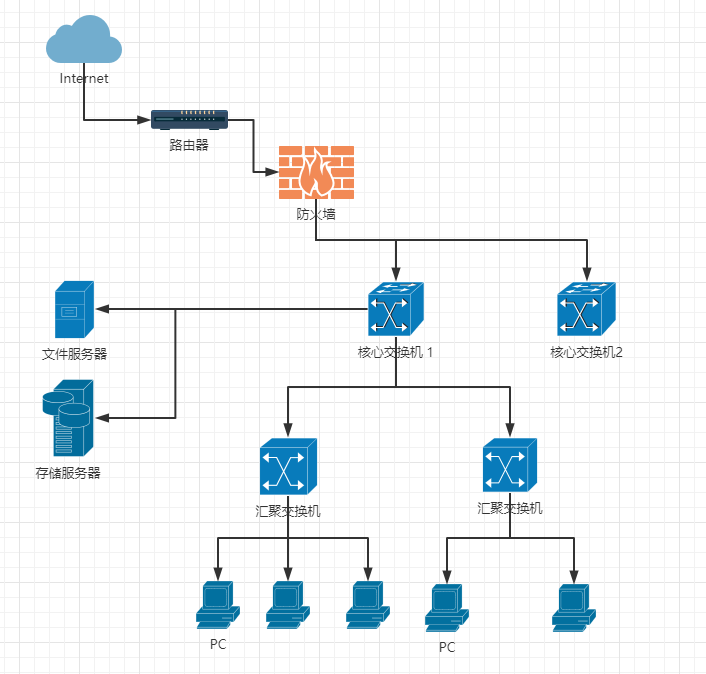 Internet
路由器
防火墙
文件服务器
核心交换机 1
核心交换机2
存储服务器
汇聚交换机
汇聚交换机
PC
PC